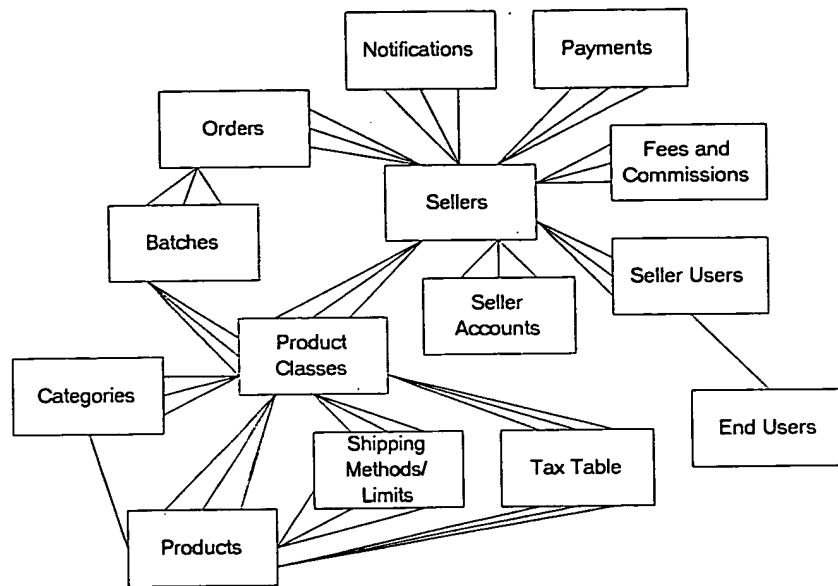 Notifications
Payments
Orders
Fees and
Commissions
Sellers
Batches
Seller Users
Seller
Accounts
Product
Classes
Categories
End Users
Shipping
Methods/
Limits
Tax Table
Products